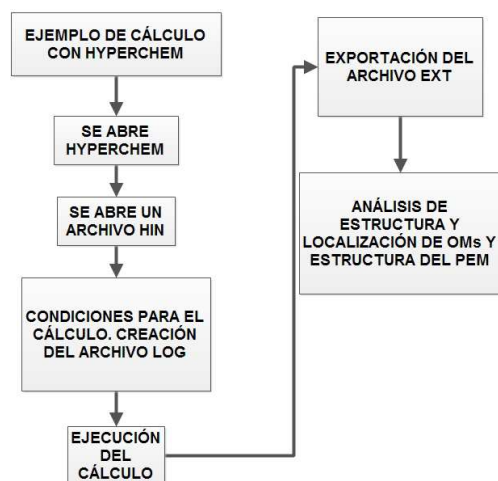 EJEMPLO DE CÁLCULO
CON HYPERCHEM
SE ABRE
HYPERCHEM
SE ABRE UN
ARCHIVO HIN
CONDICIONES PARA EL
CÁLCULO. CREACIÓN
DEL ARCHIVO LOG
EJECUCIÓN
DEL
CÁLCULO
EXPORTACIÓN DEL
ARCHIVO EXT
ANÁLISIS DE
ESTRUCTURA Y
LOCALIZACIÓN DE OMs Y
ESTRUCTURA DEL PEM